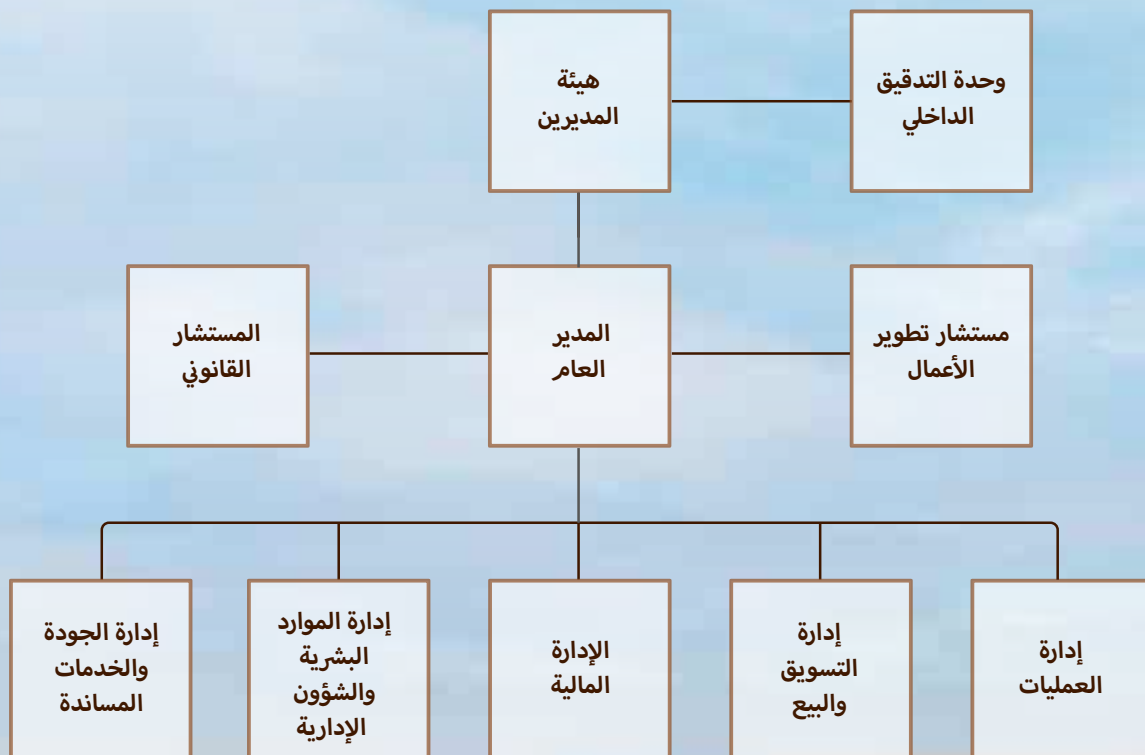 وحدة التدقيق
الداخلي
هيئة
المديرين
مستشار تطوير
الأعمال
المدير
العام
المستشار
القانوني
إدارة
العمليات
إدارة
التسويق
والبيع
الإدارة
المالية
إدارة الموارد
البشرية
والشؤون
الإدارية
إدارة الجودة
والخدمات
المساندة